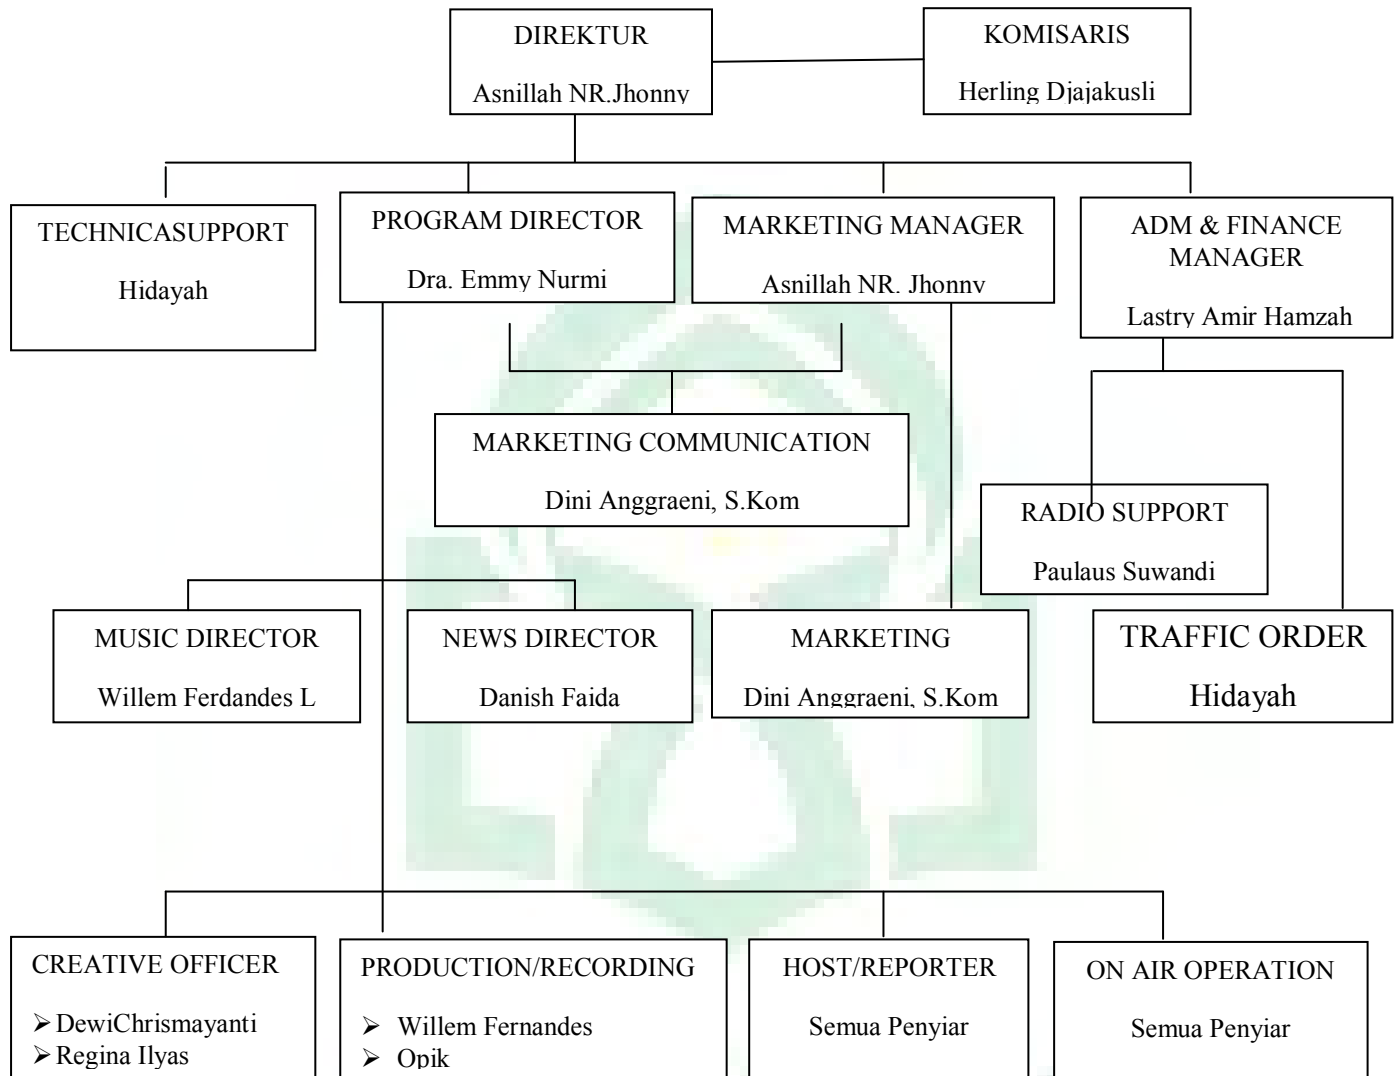 DIREKTUR
Asnillah NR.Jhonny
KOMISARIS
Herling Djajakusli
TECHNICASUPPORT
Hidayah
PROGRAM DIRECTOR
Dra. Emmy Nurmi
MARKETING MANAGER
Asnillah NR. Jhonny
ADM & FINANCE
MANAGER
Lastry Amir Hamzah
MARKETING COMMUNICATION
Dini Anggraeni, S.Kom
RADIO SUPPORT
Paulaus Suwandi
MUSIC DIRECTOR
Willem Ferdandes L
NEWS DIRECTOR
Danish Faida
MARKETING
Dini Anggraeni, S.Kom
TRAFFIC ORDER
Hidayah
CREATIVE OFFICER
➢ DewiChrismayanti
➢ Regina Ilyas
PRODUCTION/RECORDING
➢ Willem Fernandes
➢ Opik
HOST/REPORTER
Semua Penyiar
ON AIR OPERATION
Semua Penyiar